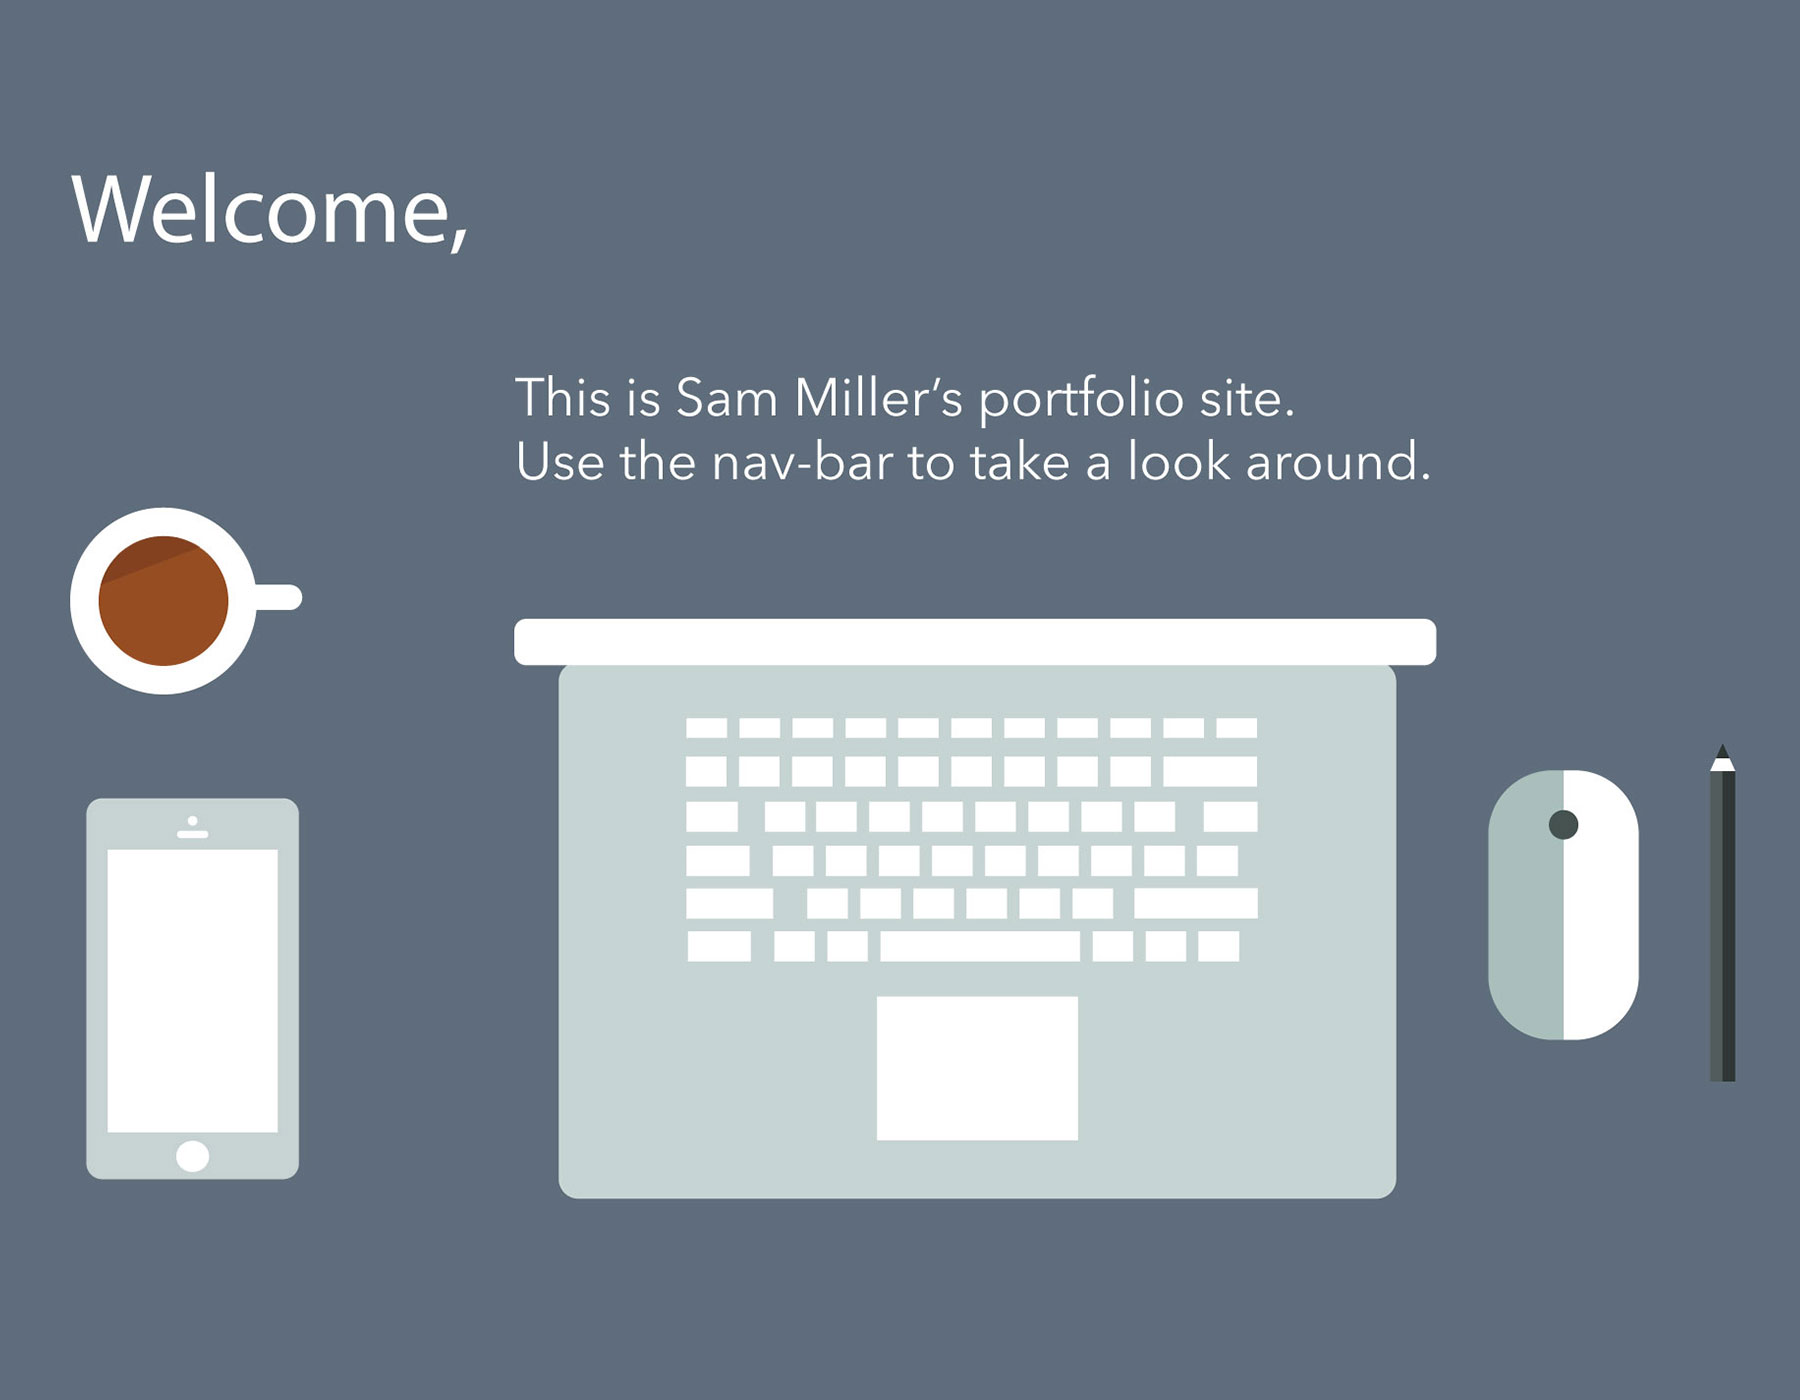 Welcome,
This is Sam Miller’s portfolio site.
Use the nav-bar to take a look around.